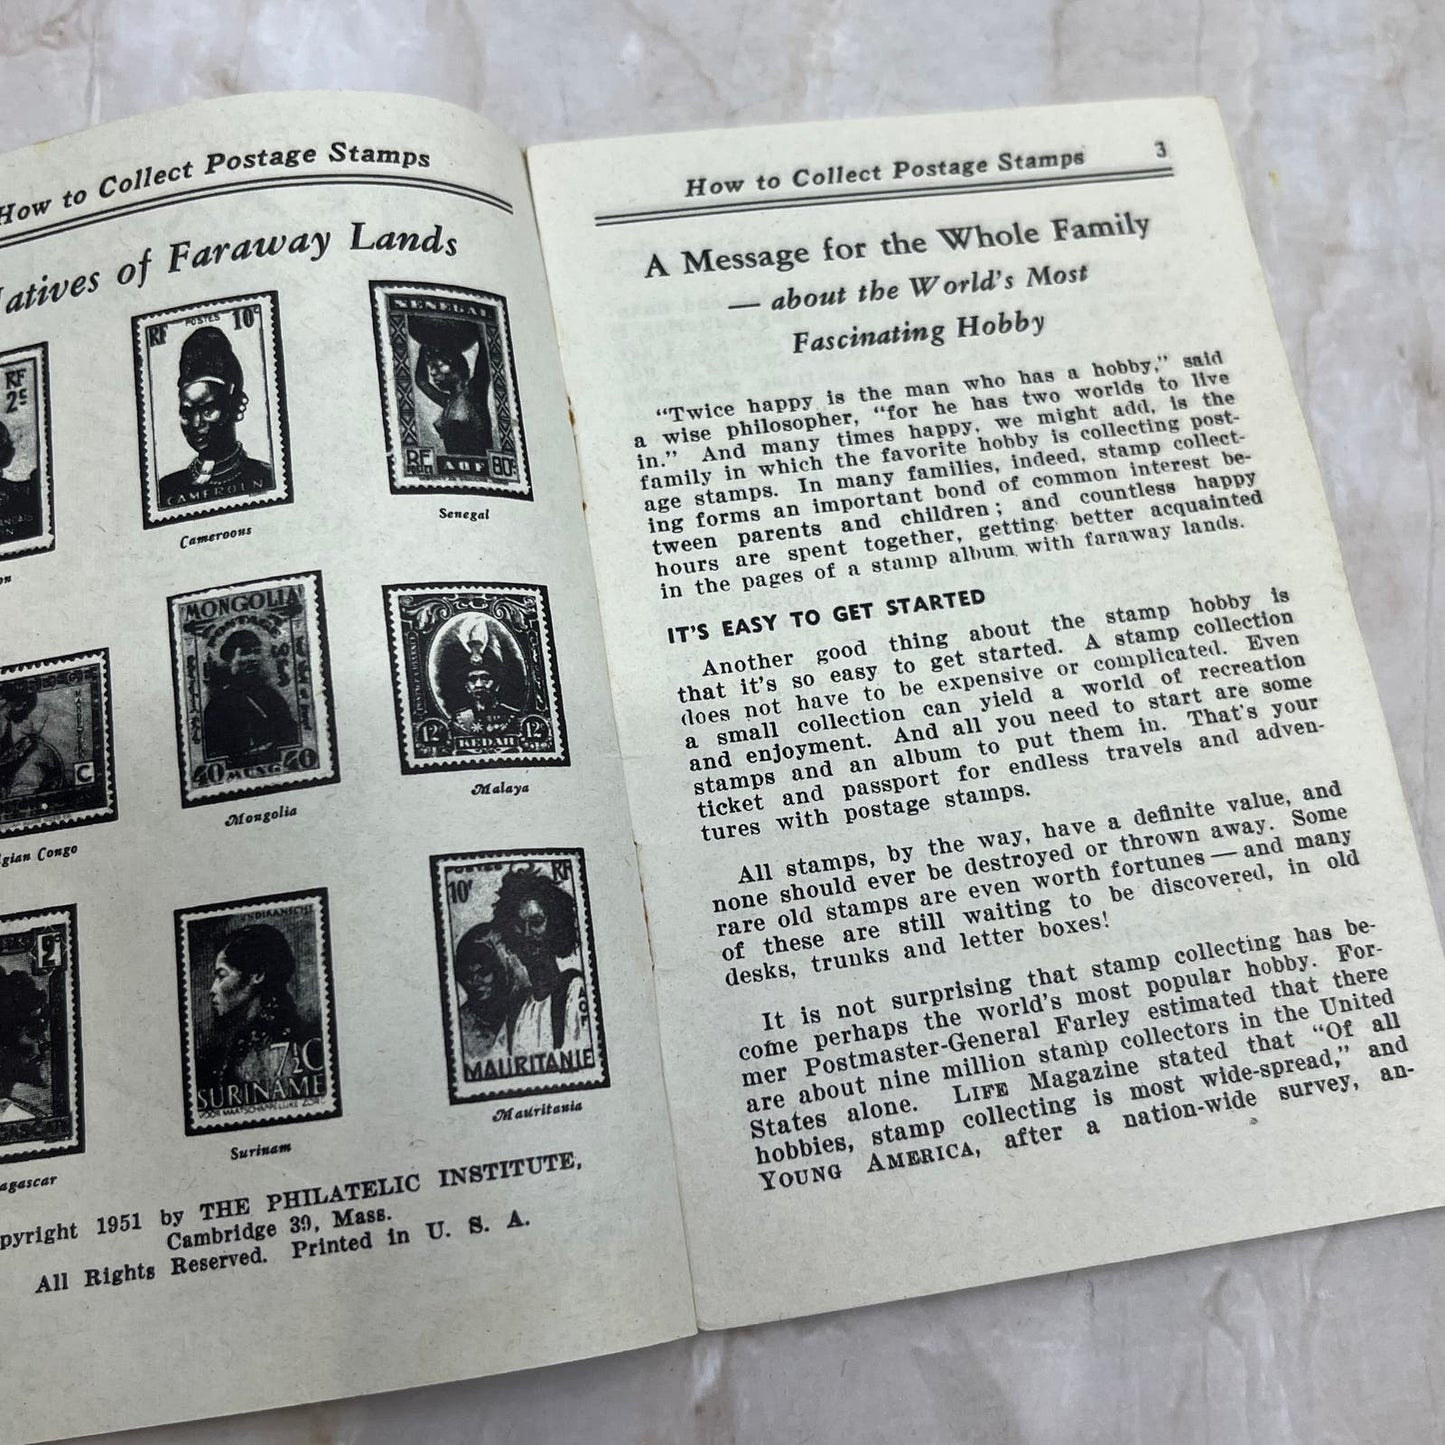 How to Collect Postage Stamps
Natives of Faraway Lands
RF
2c
POSTES
RF 10c
CAMEROUN
Cameroons
SENEGAL
RF
POSTES
AOF 80c
Senegal
MONGOLIA
POSTAGE
40 MUNG 40
Mongolia
12c KEDAH 12c
Malaya
C
lgian Congo
POSTES RF
10c
AOF
MAURITANIE
Mauritania
7½C
SURINAME
Surinam
agascar
opyright 1951 by THE PHILATELIC INSTITUTE,
Cambridge 39, Mass.
All Rights Reserved. Printed in U. S. A.
How to Collect Postage Stamps 3
A Message for the Whole Family
— about the World's Most
Fascinating Hobby
"Twice happy is the man who has a hobby," said
a wise philosopher, "for he has two worlds to live
in." And many times happy, we might add, is the
family in which the favorite hobby is collecting post-
age stamps. In many families, indeed, stamp collect-
ing forms an important bond of common interest be-
tween parents and children; and countless happy
hours are spent together, getting better acquainted
in the pages of a stamp album with faraway lands.
IT'S EASY TO GET STARTED
Another good thing about the stamp hobby is
that it's so easy to get started. A stamp collection
does not have to be expensive or complicated. Even
a small collection can yield a world of recreation
and enjoyment. And all you need to start are some
stamps and an album to put them in. That's your
ticket and passport for endless travels and adven-
tures with postage stamps.
All stamps, by the way, have a definite value, and
none should ever be destroyed or thrown away. Some
rare old stamps are even worth fortunes — and many
of these are still waiting to be discovered, in old
desks, trunks and letter boxes!
It is not surprising that stamp collecting has be-
come perhaps the world's most popular hobby. For-
mer Postmaster-General Farley estimated that there
are about nine million stamp collectors in the United
States alone. LIFE Magazine stated that "Of all
hobbies, stamp collecting is most wide-spread," and
YOUNG AMERICA, after a nation-wide survey, an-